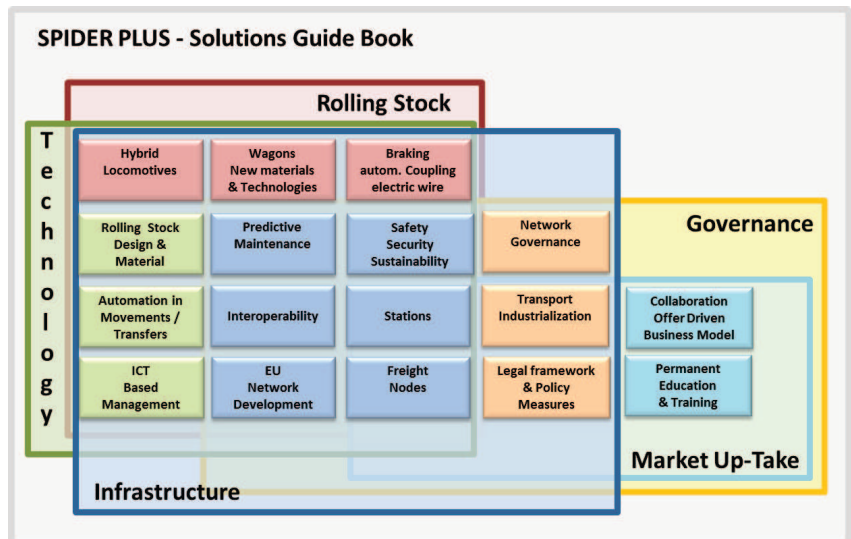 SPIDER PLUS - Solutions Guide Book
Rolling Stock
Technology
Hybrid
Locomotives
Wagons
New materials
& Technologies
Braking
autom. Coupling
electric wire
Rolling Stock
Design &
Material
Predictive
Maintenance
Safety
Security
Sustainability
Network
Governance
Governance
Automation in
Movements /
Transfers
Interoperability
Stations
Transport
Industrialization
Collaboration
Offer Driven
Business Model
ICT
Based
Management
EU
Network
Development
Freight
Nodes
Legal framework
& Policy
Measures
Permanent
Education
& Training
Market Up-Take
Infrastructure